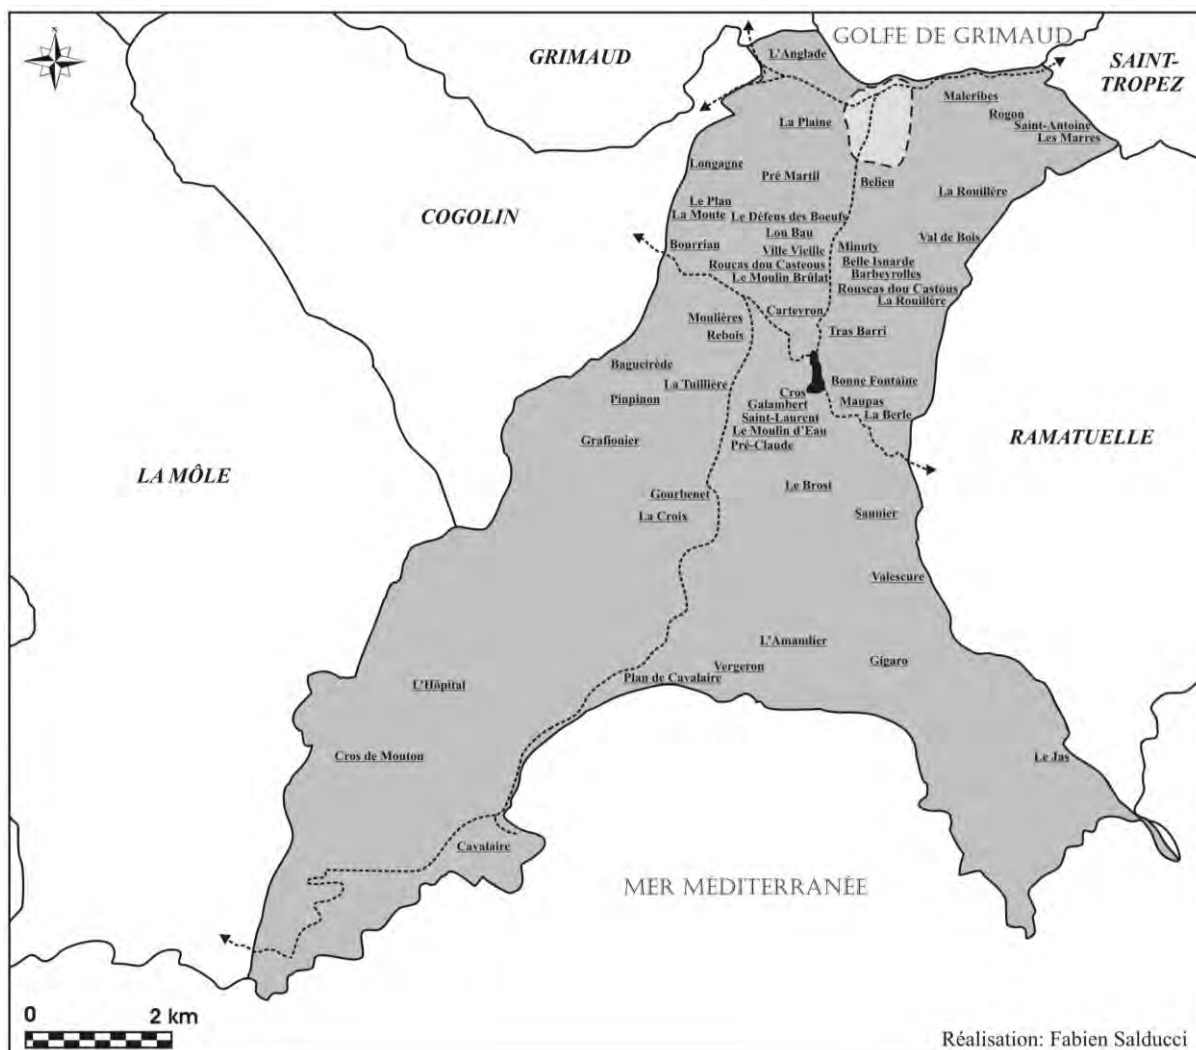 N
GOLFE DE GRIMAUD
GRIMAUD
SAINT-
TROPEZ
L'Anglade
Maleribes
Rogon
Saint-Antoine
Les Marres
La Plaine
Longagne
Pré Martil
Belieu
La Rouillère
Le Plan
La Moute
Le Défens des Boeufs
COGOLIN
Lou Bau
Val de Bois
Bourrian
Ville Vieille
Minuty
Roucas dou Casteous
Belle Isnarde
Le Moulin Brûlat
Barbeyrolles
Rouscas dou Castous
La Rouillère
Carteyron
Moulières
Rebois
Tras Barri
Bagueirède
La Tuillière
Bonne Fontaine
Pinpinon
Cros
Galambert
Maupas
Saint-Laurent
La Berle
Le Moulin d'Eau
Grafionier
Pré-Claude
RAMATUELLE
LA MÔLE
Gourbenet
Le Brost
La Croix
Saunier
Valescure
L'Amandier
Vergeron
Gigaro
Plan de Cavalaire
L'Hôpital
Cros de Mouton
Le Jas
Cavalaire
MER MÉDITERRANÉE
0 2 km
Réalisation: Fabien Salducci